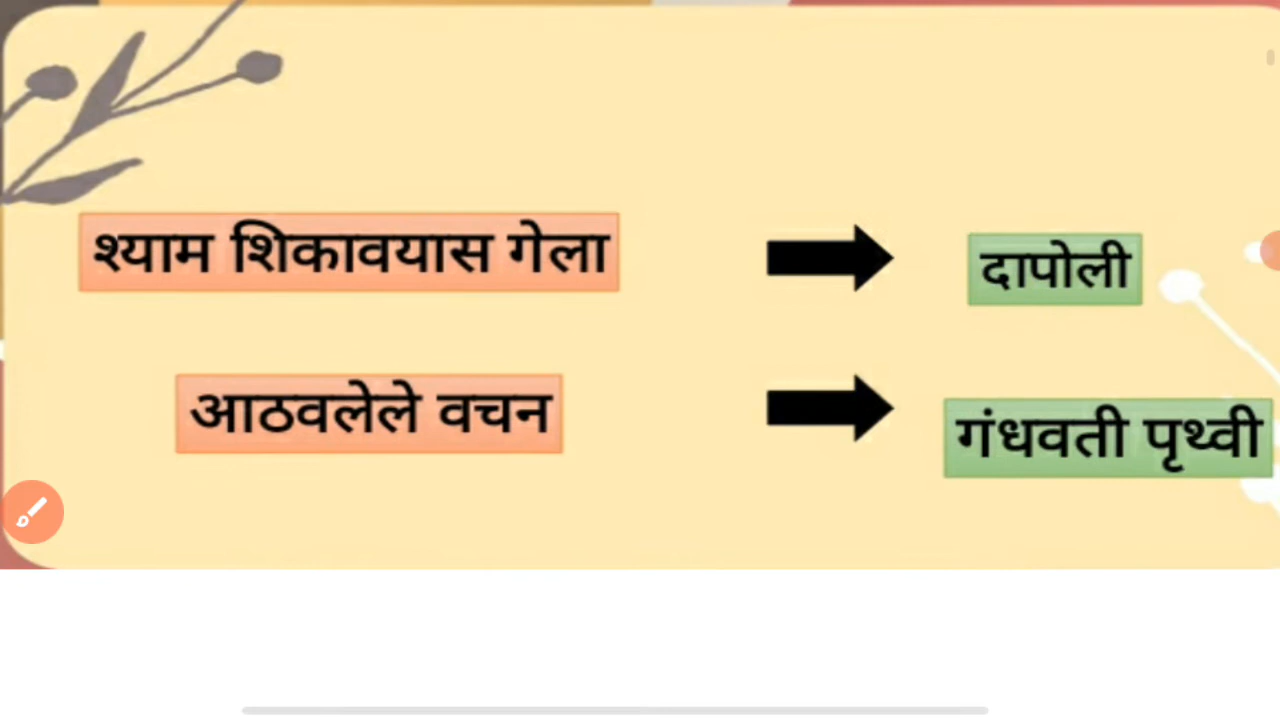 श्याम शिकावयास गेला
दापोली
आठवलेले वचन
गंधवती पृथ्वी